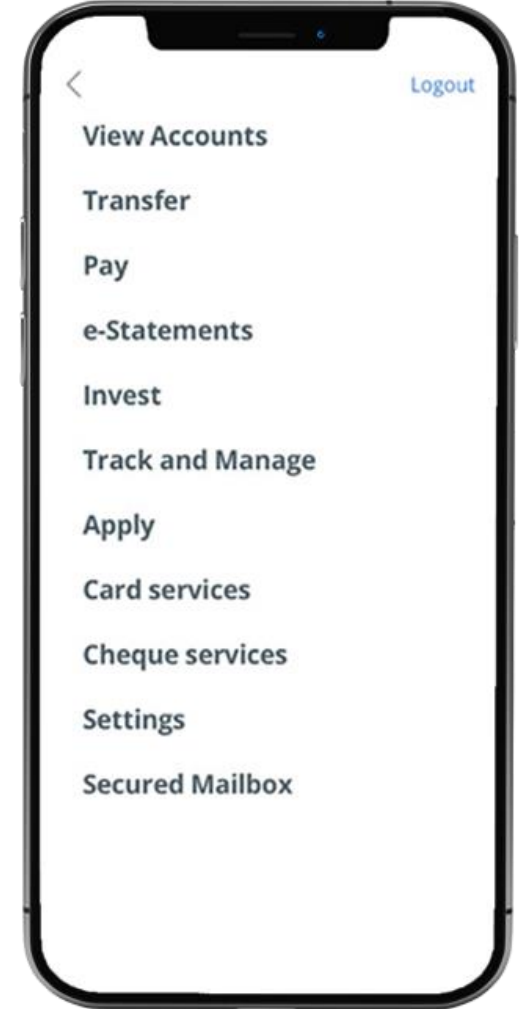 Logout
View Accounts
Transfer
Pay
e-Statements
Invest
Track and Manage
Apply
Card services
Cheque services
Settings
Secured Mailbox